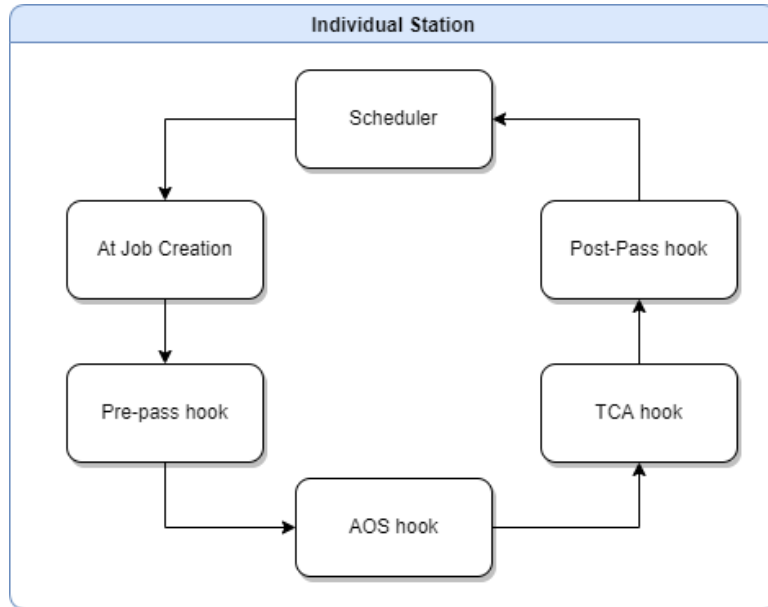 Individual Station
Scheduler
At Job Creation
Post-Pass hook
Pre-pass hook
TCA hook
AOS hook